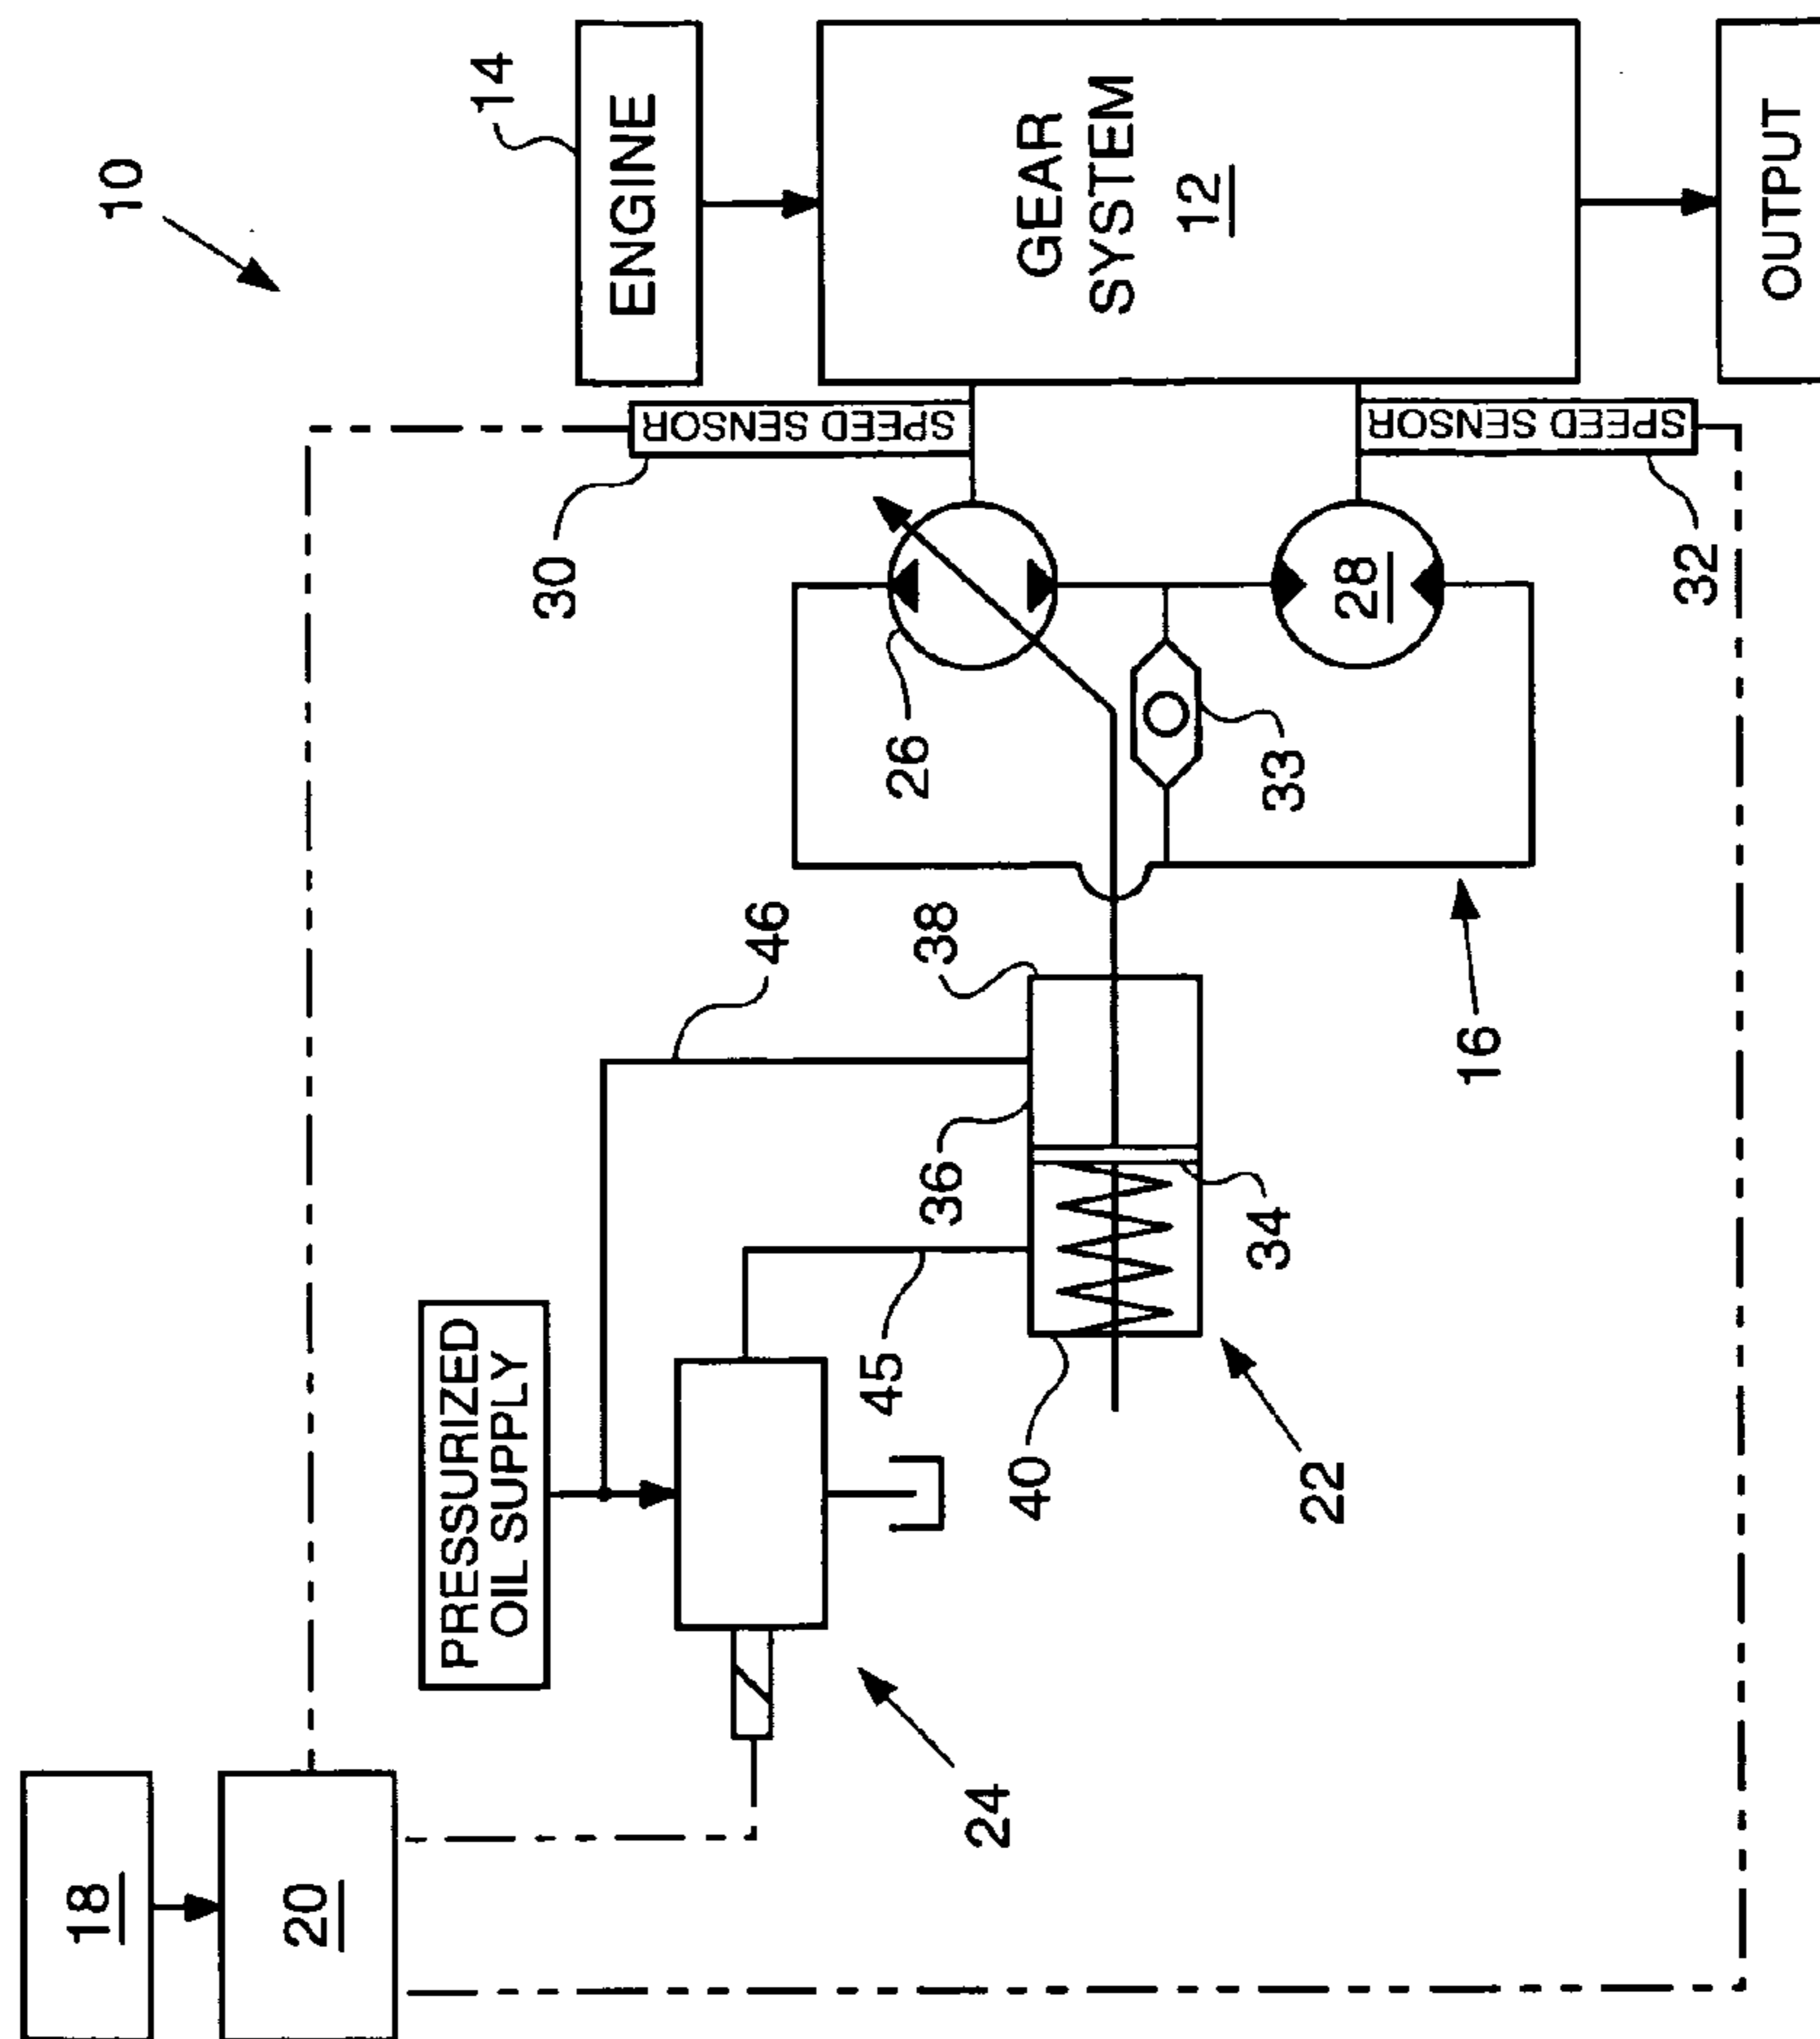 10
14
ENGINE
GEAR
SYSTEM
12
OUTPUT
SPEED SENSOR
SPEED SENSOR
30
32
26
28
33
16
46
38
36
34
45
40
22
PRESSURIZED
OIL SUPPLY
24
18
20